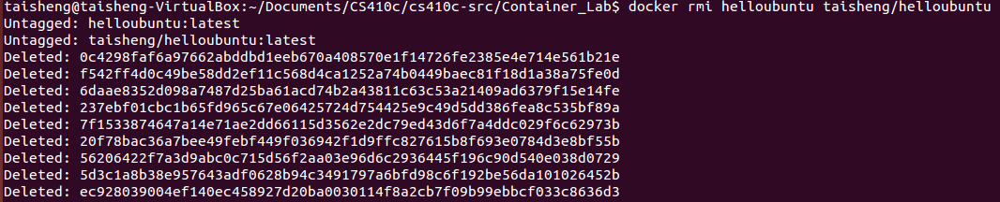 taisheng@taisheng-VirtualBox:~/Documents/CS410c/cs410c-src/Container_Lab$ docker rmi helloubuntu taisheng/helloubuntu
Untagged: helloubuntu:latest
Untagged: taisheng/helloubuntu:latest
Deleted: 0c4298faf6a97662abddbd1eeb670a408570e1f14726fe2385e4e714e561b21e
Deleted: f542ff4d0c49be58dd2ef11c568d4ca1252a74b0449baec81f18d1a38a75fe0d
Deleted: 6daae8352d098a7487d25ba61acd74b2a43811c63c53a21409ad6379f15e14fe
Deleted: 237ebf01cbc1b65fd965c67e06425724d754425e9c49d5dd386fea8c535bf89a
Deleted: 7f1533874647a14e71ae2dd66115d3562e2dc79ed43d6f7a4ddc029f6c62973b
Deleted: 20f78bac36a7bee49febf449f036942f1d9ffc827615b8f693e0784d3e8bf55b
Deleted: 56206422f7a3d9abc0c715d56f2aa03e96d6c2936445f196c90d540e038d0729
Deleted: 5d3c1a8b38e957643adf0628b94c3491797a6bfd98c6f192be56da101026452b
Deleted: ec928039004ef140ec458927d20ba0030114f8a2cb7f09b99ebbcf033c8636d3